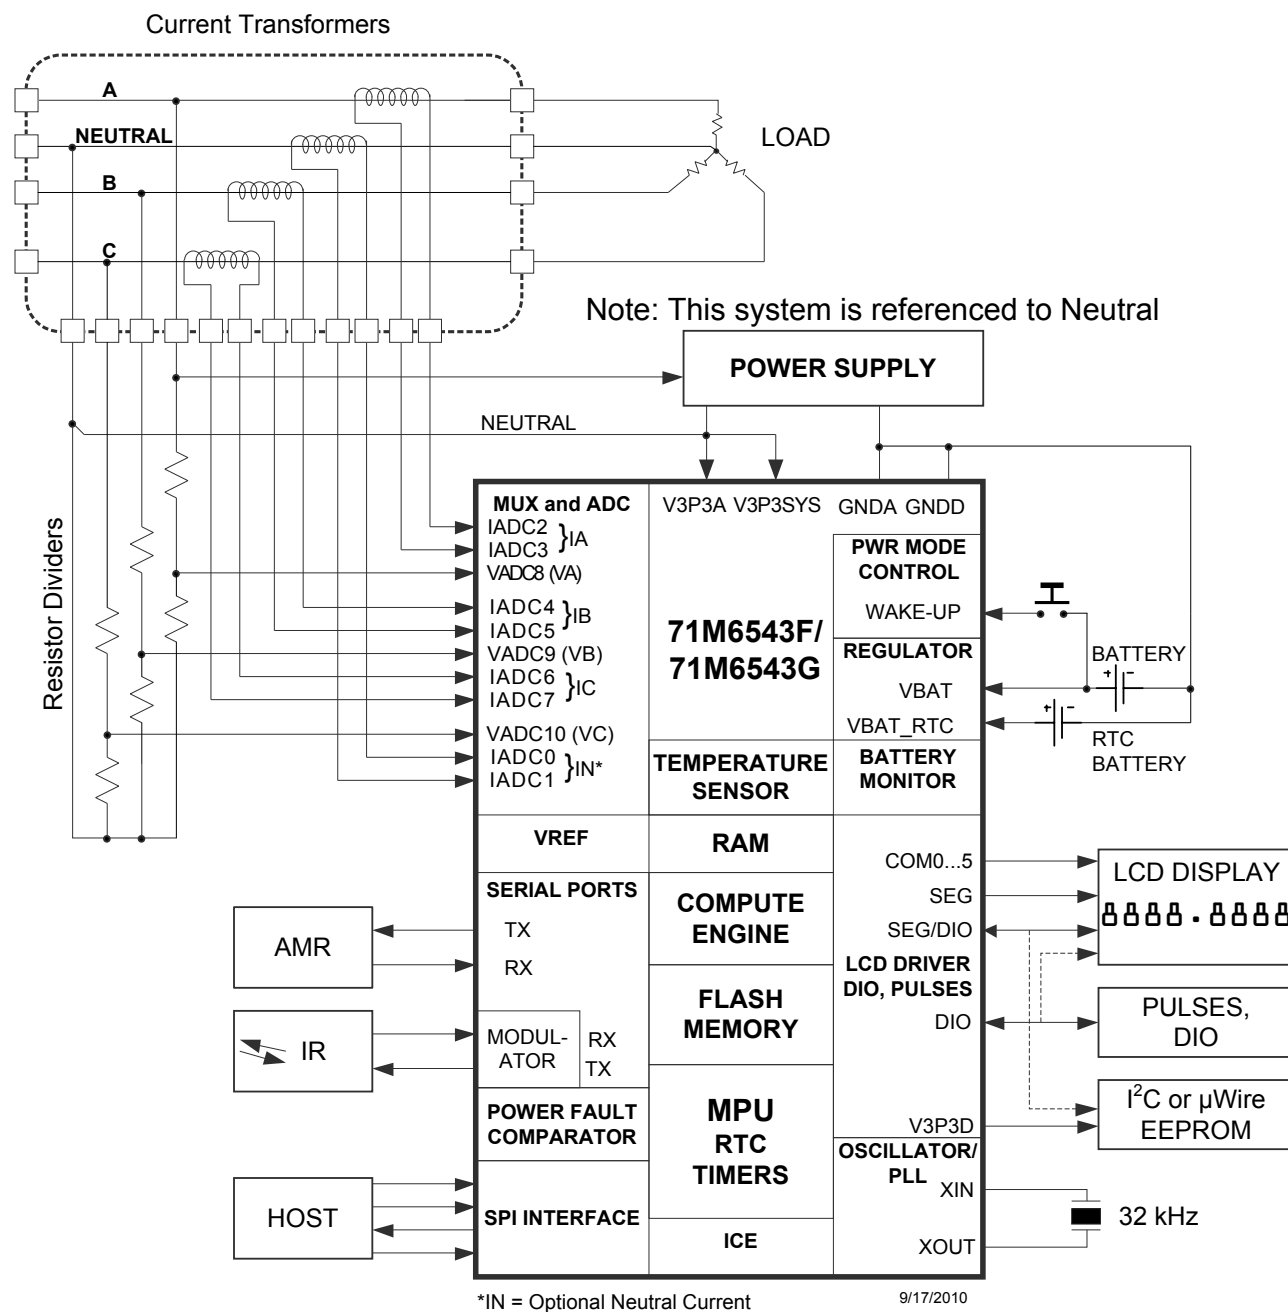 Current Transformers
A
NEUTRAL
B
C
LOAD
Note: This system is referenced to Neutral
POWER SUPPLY
NEUTRAL
Resistor Dividers
MUX and ADC
IADC2
IADC3
}IA
VADC8 (VA)
IADC4
IADC5
}IB
VADC9 (VB)
IADC6
IADC7
}IC
VADC10 (VC)
IADC0
IADC1
}IN*
V3P3A V3P3SYS
GNDA GNDD
71M6543F/
71M6543G
PWR MODE
CONTROL
WAKE-UP
REGULATOR
VBAT
VBAT_RTC
BATTERY
+ -
+ -
RTC
BATTERY
TEMPERATURE
SENSOR
BATTERY
MONITOR
VREF
RAM
COM0...5
SEG
SEG/DIO
LCD DRIVER
DIO, PULSES
DIO
V3P3D
LCD DISPLAY
8888.8888
PULSES,
DIO
I²C or µWire
EEPROM
SERIAL PORTS
TX
RX
COMPUTE
ENGINE
FLASH
MEMORY
AMR
IR
MODUL-
ATOR
RX
TX
POWER FAULT
COMPARATOR
MPU
RTC
TIMERS
OSCILLATOR/
PLL
XIN
XOUT
32 kHz
HOST
SPI INTERFACE
ICE
*IN = Optional Neutral Current
9/17/2010